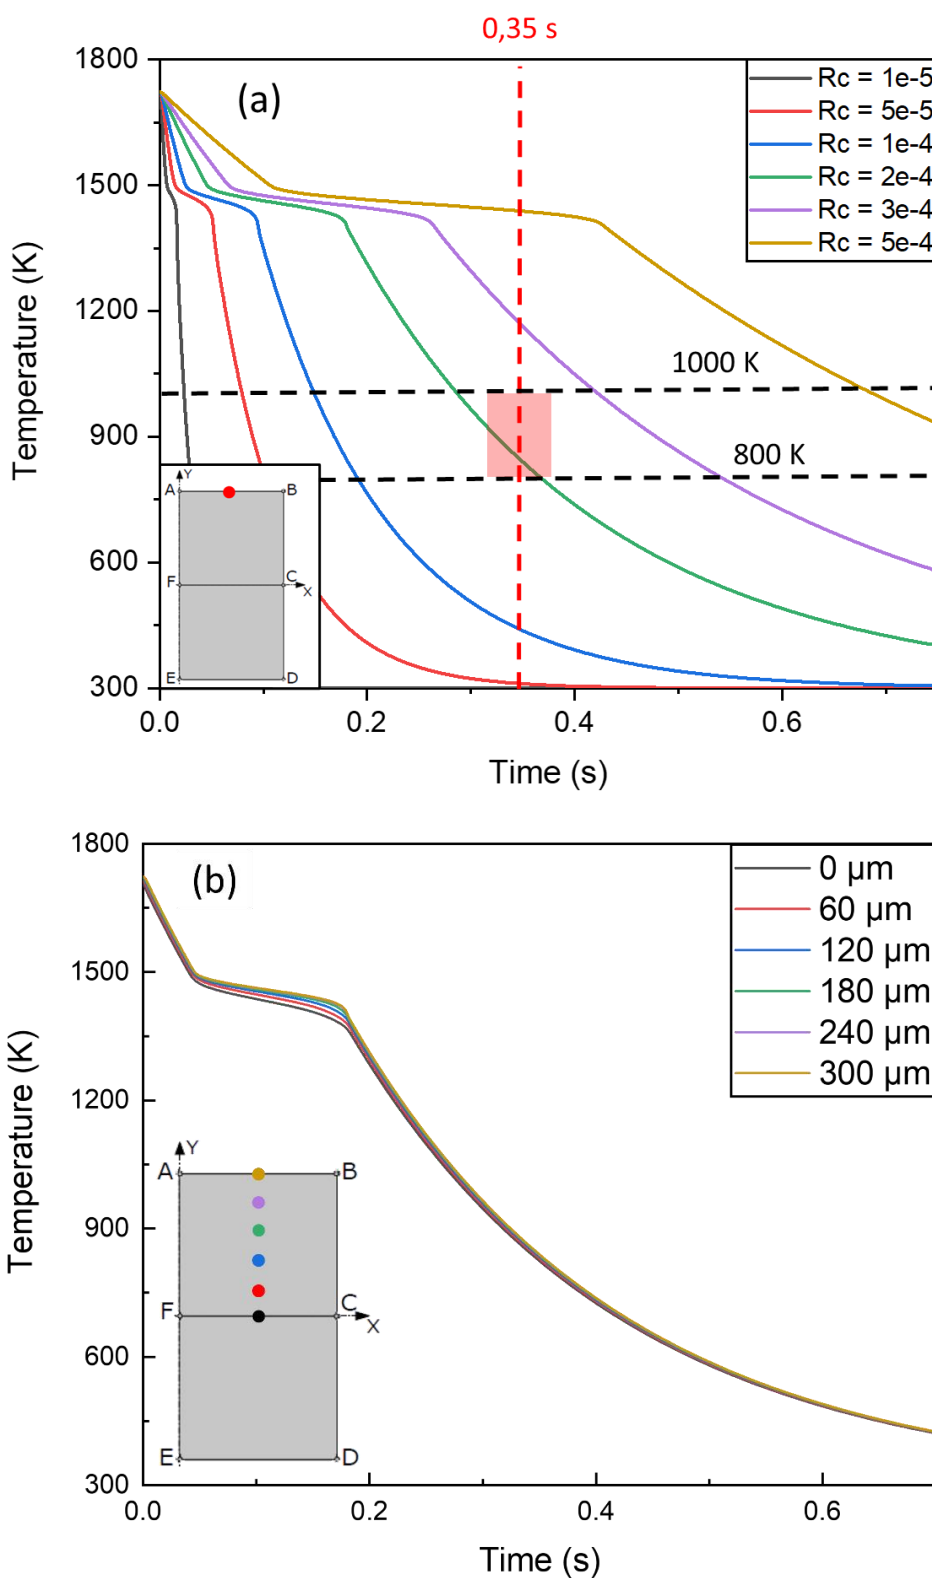 0,35 s
1800
(a)
Rc = 1e-5
Rc = 5e-5
Rc = 1e-4
Rc = 2e-4
Rc = 3e-4
Rc = 5e-4
1500
1200
1000 K
900
800 K
Temperature (K)
Y
A
B
F
C
X
E
D
600
300
0.0
0.2
0.4
0.6
Time (s)
1800
(b)
0 µm
60 µm
120 µm
180 µm
240 µm
300 µm
1500
1200
Temperature (K)
Y
A
B
900
F
C
X
600
E
D
300
0.0
0.2
0.4
0.6
Time (s)